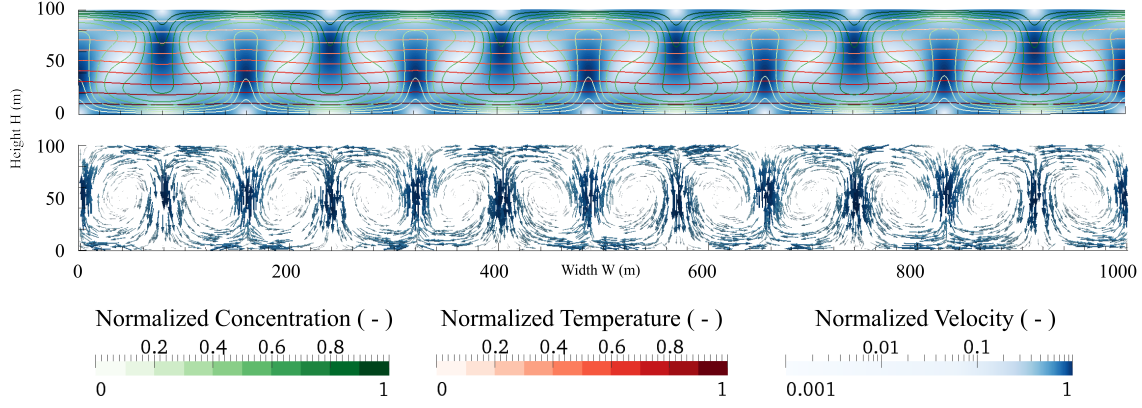 100
50
0
Height H (m)
100
50
0
0 200 400 Width W (m) 600 800 1000
Normalized Concentration ( - ) Normalized Temperature ( - ) Normalized Velocity ( - )
0.2 0.4 0.6 0.8 0.2 0.4 0.6 0.8 0.01 0.1
0 1 0 1 0.001 1